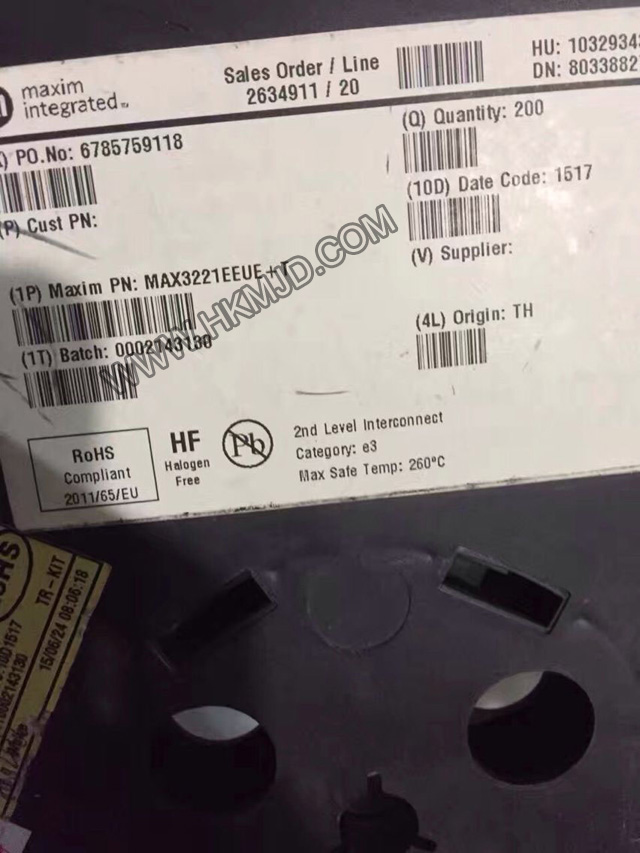 maxim
integrated™
Sales Order / Line
2634911 / 20
HU: 1032934
DN: 8033882
PO.No: 6785759118
(Q) Quantity: 200
(P) Cust PN:
(10D) Date Code: 1517
(V) Supplier:
(1P) Maxim PN: MAX3221EEUE+T
(1T) Batch: 0002143130
(4L) Origin: TH
WWW.HKMJD.COM
RoHS
Compliant
2011/65/EU
HF
Halogen
Free
Pb
2nd Level Interconnect
Category: e3
Max Safe Temp: 260°C
TR-KIT
15/06/24 08:06:18
10D1517
0002143130